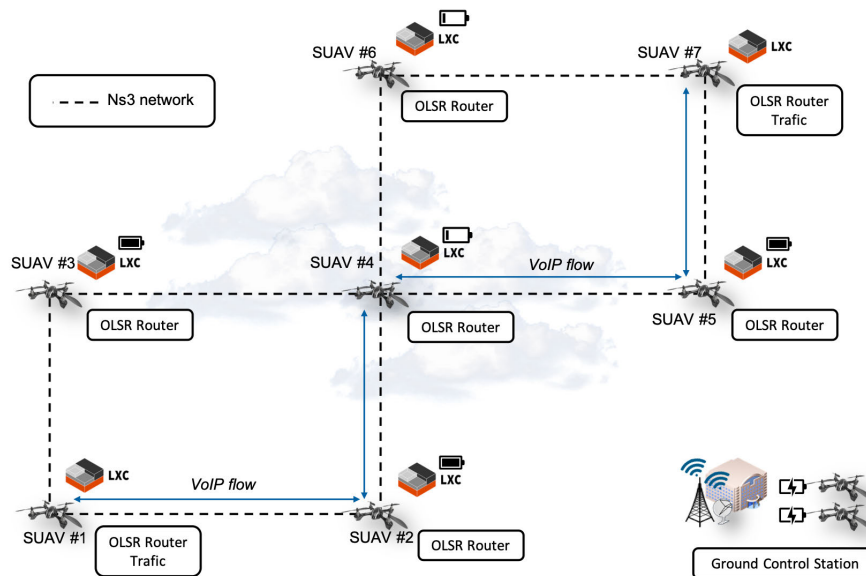 SUAV #6
LXC
OLSR Router
SUAV #7
LXC
OLSR Router
Trafic
Ns3 network
SUAV #3
LXC
OLSR Router
SUAV #4
LXC
VoIP flow
OLSR Router
LXC
SUAV #5
OLSR Router
LXC
VoIP flow
SUAV #1
OLSR Router
Trafic
LXC
SUAV #2
OLSR Router
Ground Control Station